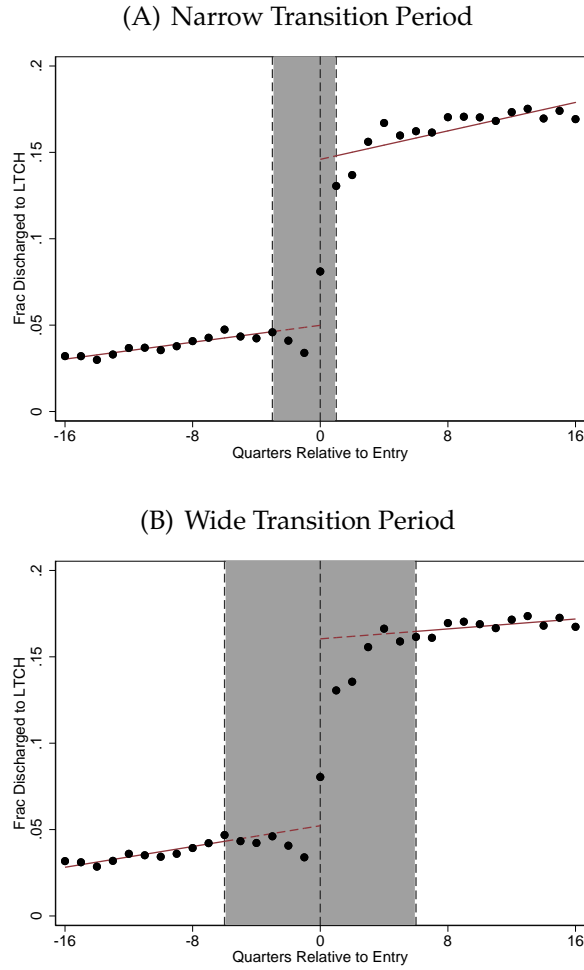 (A) Narrow Transition Period
.2
.15
.1
.05
0
Frac Discharged to LTCH
-16 -8 0 8 16
Quarters Relative to Entry
(B) Wide Transition Period
.2
.15
.1
.05
0
Frac Discharged to LTCH
-16 -8 0 8 16
Quarters Relative to Entry